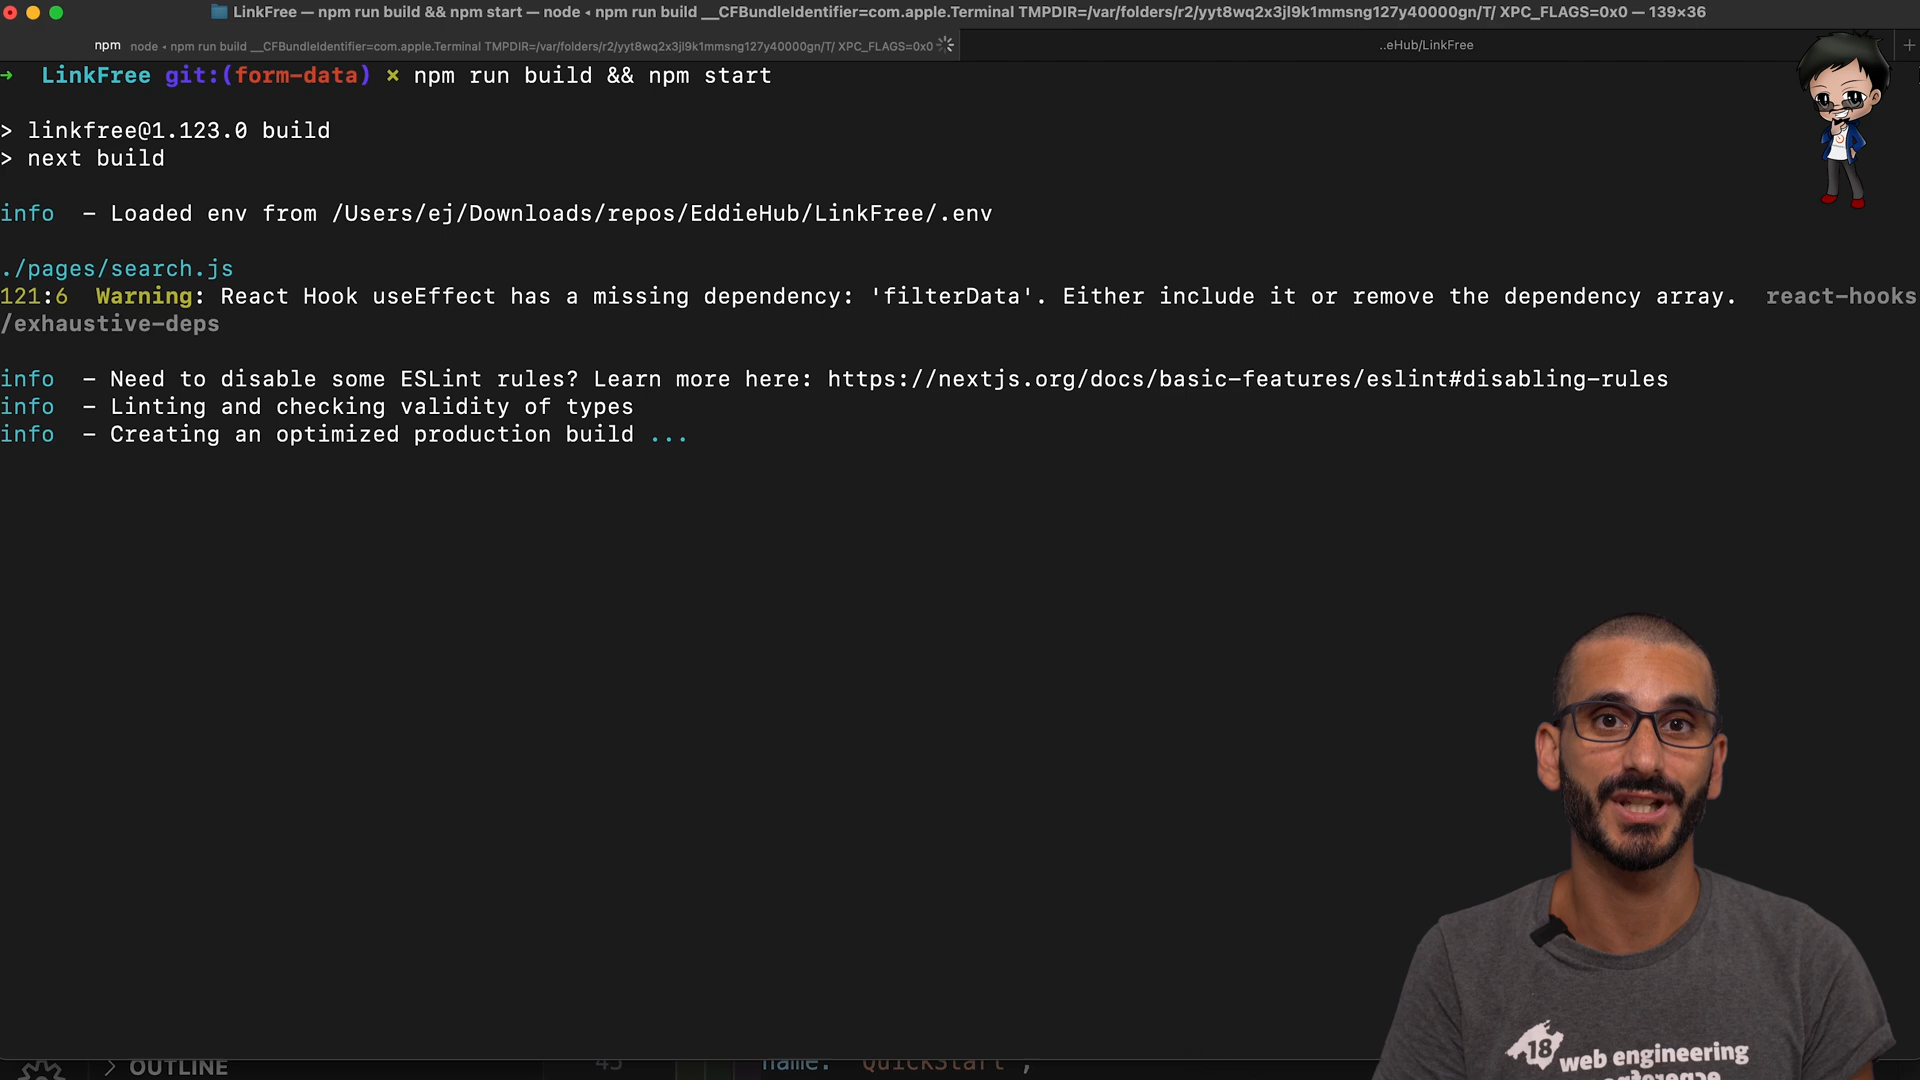 LinkFree — npm run build && npm start — node ◂ npm run build __CFBundleIdentifier=com.apple.Terminal TMPDIR=/var/folders/r2/yyt8wq2x3jl9k1mmsng127y40000gn/T/ XPC_FLAGS=0x0 — 139×36
npm node ◂ npm run build __CFBundleIdentifier=com.apple.Terminal TMPDIR=/var/folders/r2/yyt8wq2x3jl9k1mmsng127y40000gn/T/ XPC_FLAGS=0x0
..eHub/LinkFree
→ LinkFree git:(form-data) × npm run build && npm start
> linkfree@1.123.0 build
> next build
info - Loaded env from /Users/ej/Downloads/repos/EddieHub/LinkFree/.env
./pages/search.js
121:6 Warning: React Hook useEffect has a missing dependency: 'filterData'. Either include it or remove the dependency array. react-hooks
/exhaustive-deps
info - Need to disable some ESLint rules? Learn more here: https://nextjs.org/docs/basic-features/eslint#disabling-rules
info - Linting and checking validity of types
info - Creating an optimized production build ...
18 web engineering
> OUTLINE
45 name: "QuickStart",